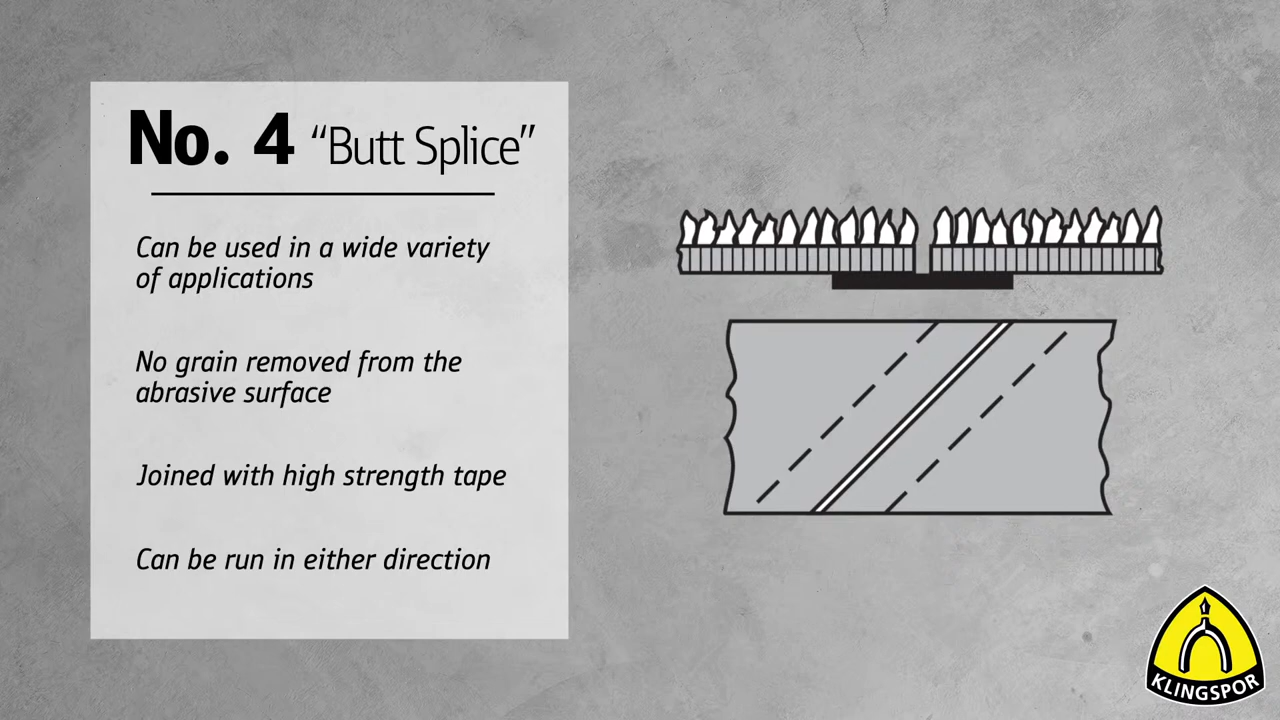 No. 4 “Butt Splice”
Can be used in a wide variety
of applications
No grain removed from the
abrasive surface
Joined with high strength tape
Can be run in either direction
KLINGSPOR